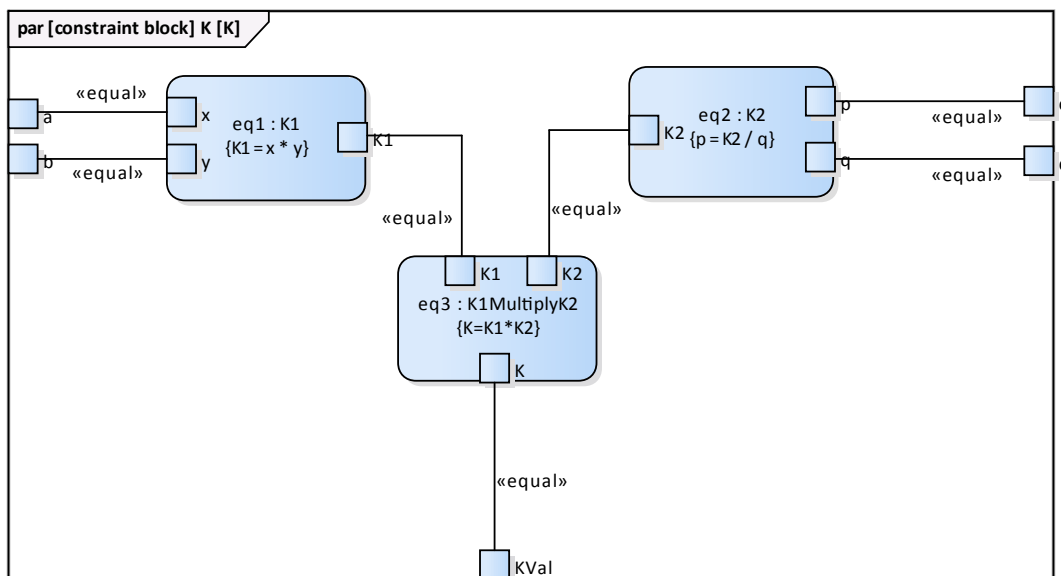 par [constraint block] K [K]
«equal»
a
x
eq1 : K1
{K1=x * y}
K1
b
y
«equal»
eq2 : K2
{p=K2 / q}
K2
p
«equal»
q
«equal»
«equal»
«equal»
K1
K2
eq3 : K1MultiplyK2
{K=K1*K2}
K
«equal»
KVal